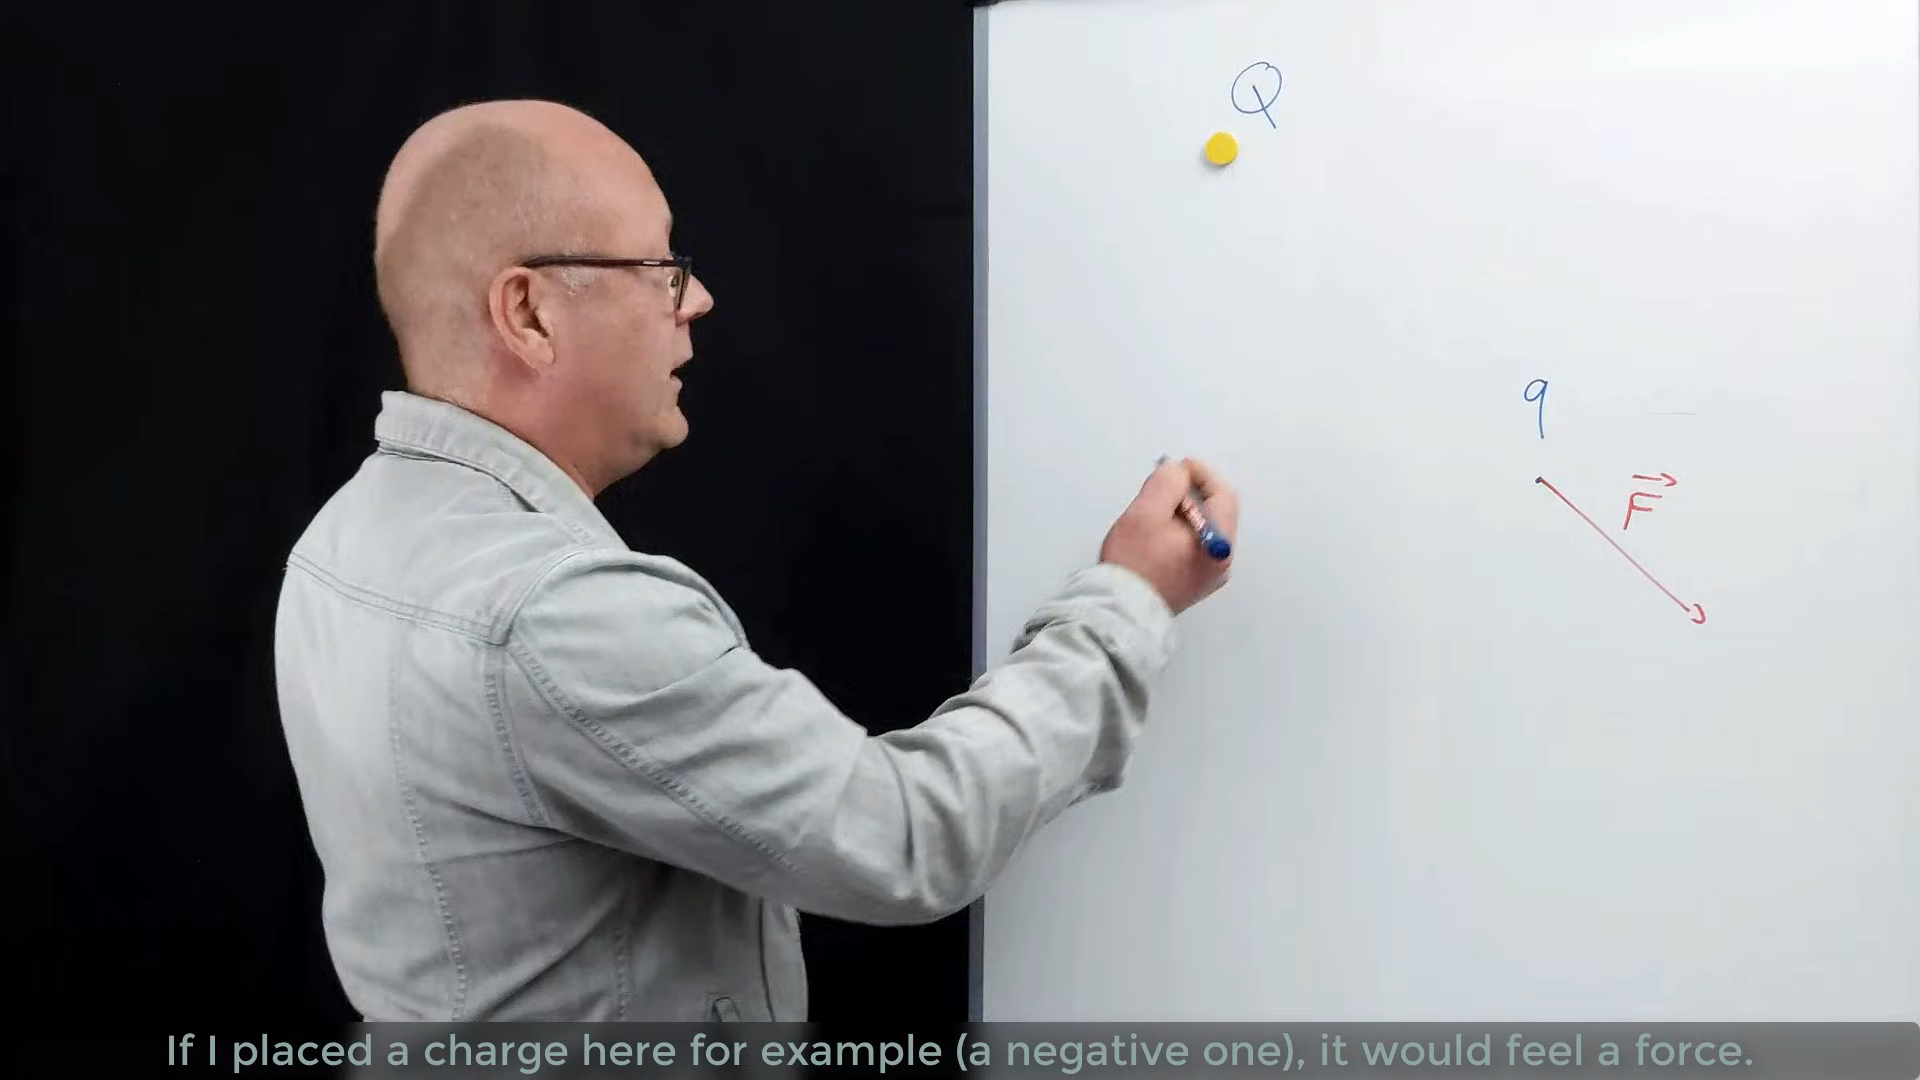 Q
q
F
If I placed a charge here for example (a negative one), it would feel a force.